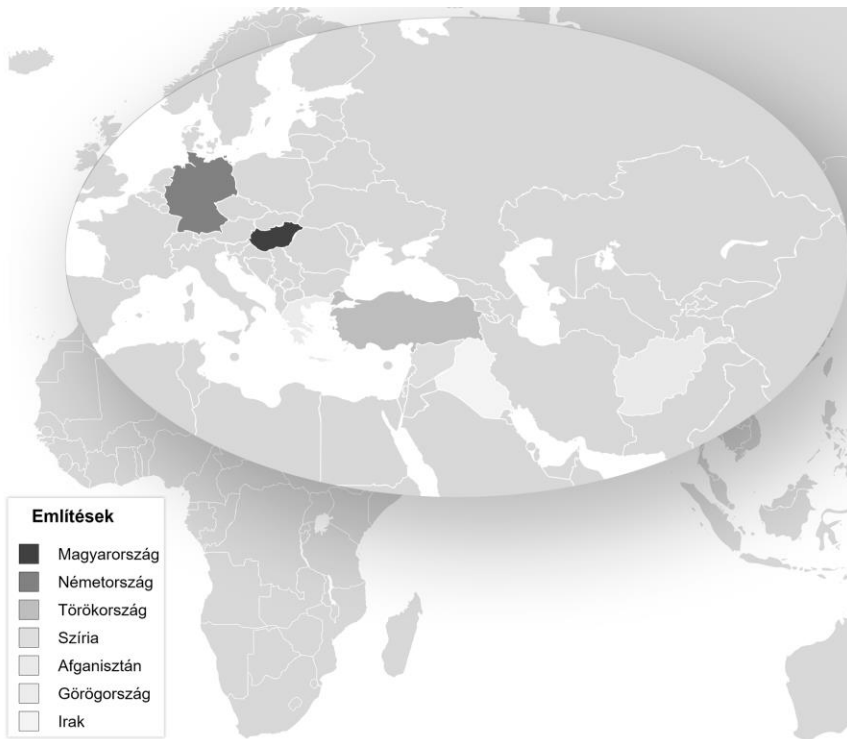 Említések
Magyarország
Németország
Törökország
Szíria
Afganisztán
Görögország
Irak